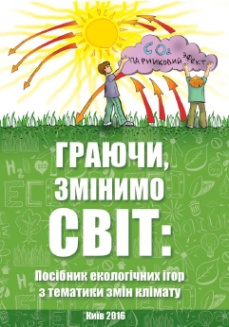 CO₂
ПАРНИКОВИЙ ЕФЕКТ
ГРАЮЧИ,
ЗМІНИМО
СВІТ:
Посібник екологічних ігор
з тематики змін клімату
Київ 2016